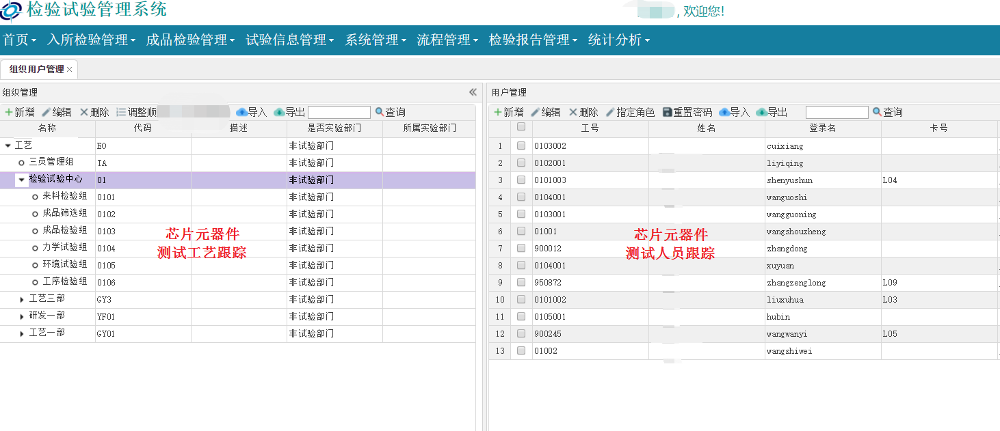 检验试验管理系统
, 欢迎您!
首页 入所检验管理 成品检验管理 试验信息管理 系统管理 流程管理 检验报告管理 统计分析
组织用户管理
组织管理
新增 编辑 删除 调整顺 导入 导出 查询
名称 代码 描述 是否实验部门 所属实验部门
工艺 EO 非试验部门
三员管理组 TA 非试验部门
检验试验中心 01 非试验部门
来料检验组 0101 非试验部门
成品筛选组 0102 非试验部门
成品检验组 0103 非试验部门
力学试验组 0104 非试验部门
环境试验组 0105 非试验部门
工序检验组 0106 非试验部门
工艺三部 GY3 非试验部门
研发一部 YF01 非试验部门
工艺一部 GY01 非试验部门
芯片元器件
测试工艺跟踪
用户管理
新增 编辑 删除 指定角色 重置密码 导入 导出 查询
工号 姓名 登录名 卡号
1 0103002 cuixiang
2 0102001 liyiqing
3 0101003 shenyushun L04
4 0104001 wanguoshi
5 0103001 wangguoning
6 01001 wangshouzheng
7 900012 zhangdong
8 0104001 xuyuan
9 950872 zhangzenglong L09
10 0101002 liuxuhua L03
11 0105001 hubin
12 900245 wangwanyi L05
13 01002 wangshiwei
芯片元器件
测试人员跟踪